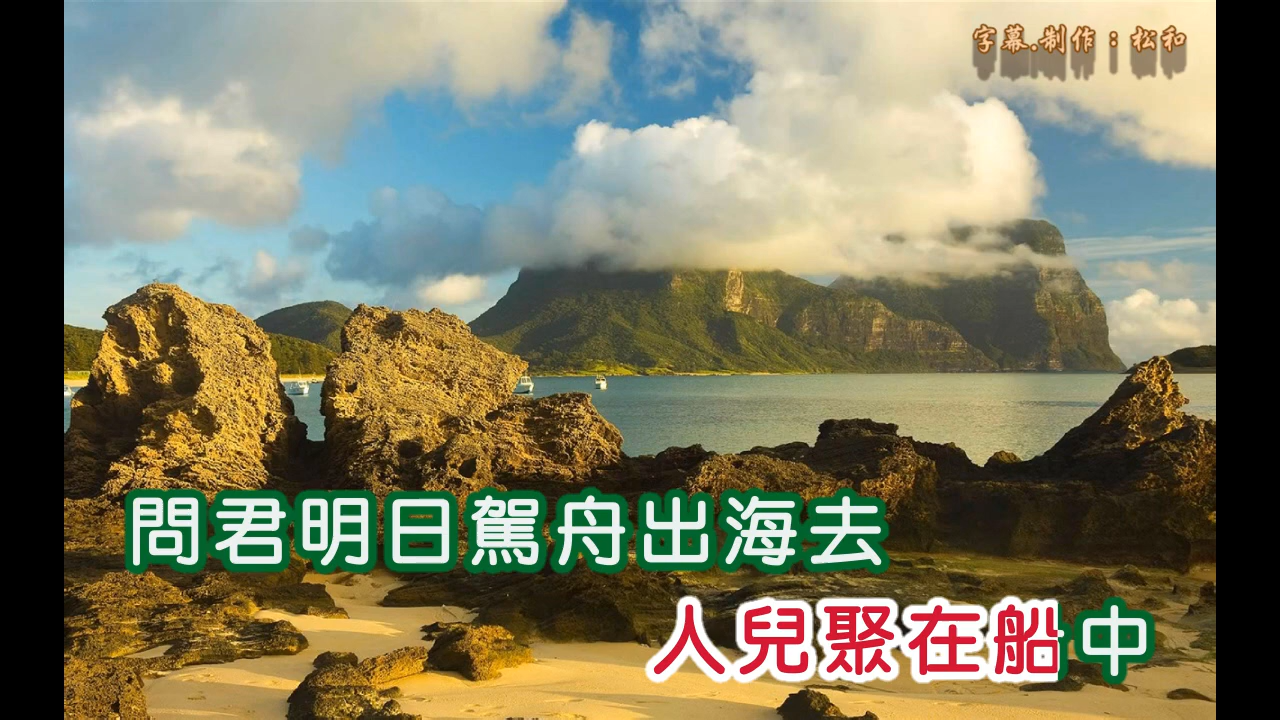 字幕.制作：松和
問君明日駕舟出海去
人兒聚在船中